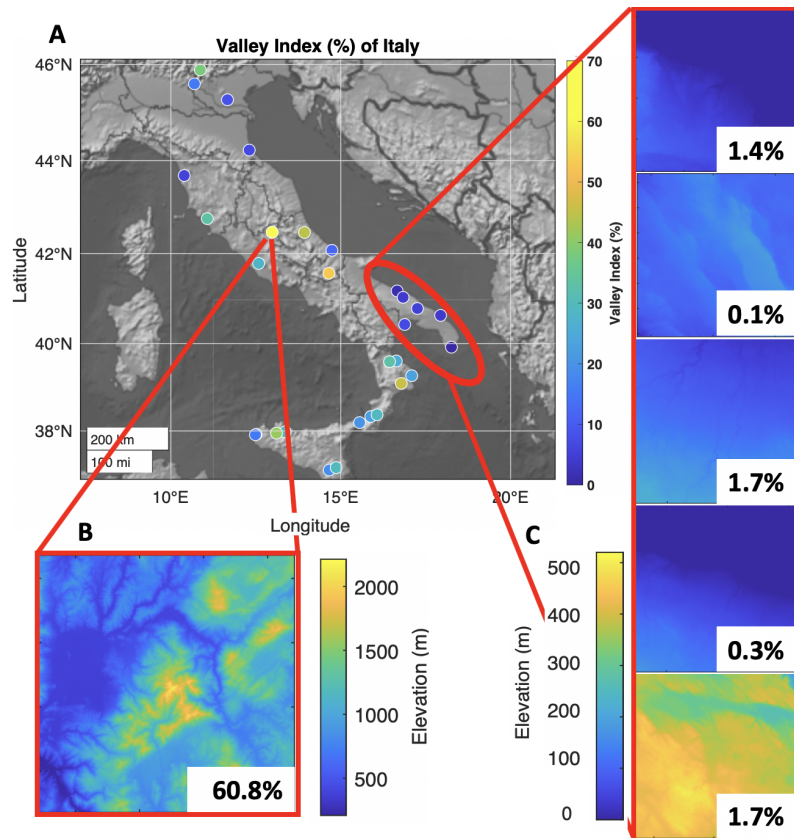 A
Valley Index (%) of Italy
46°N
44°N
42°N
40°N
38°N
Latitude
200 km
100 mi
10°E
15°E
20°E
Longitude
70
60
50
40
30
20
10
0
Valley Index (%)
B
2000
1500
1000
500
Elevation (m)
60.8%
C
500
400
300
200
100
0
Elevation (m)
1.4%
0.1%
1.7%
0.3%
1.7%